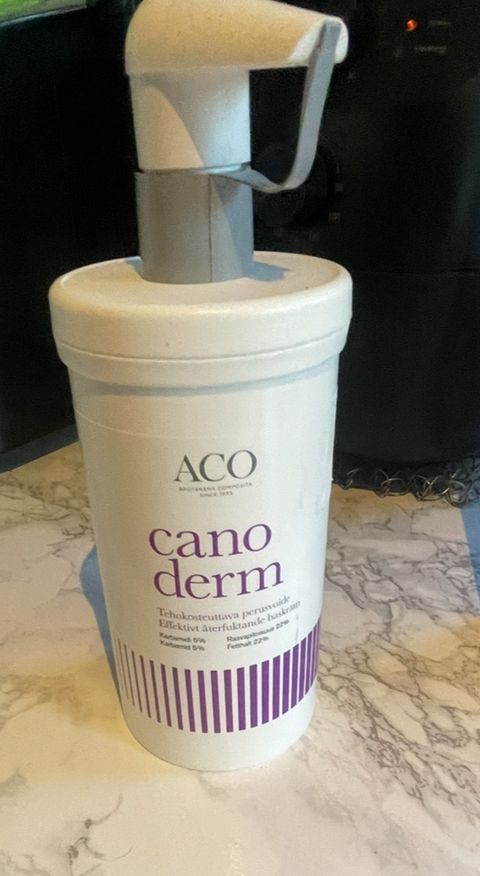 ACO
APOTEKENS COMPOSITA
SINCE 1939
cano
derm
Tehokosteuttava perusvoide
Effektivt återfuktande baskräm
Karbamidi 5% Rasvapitoisuus 22%
Karbamid 5% Fetthalt 22%